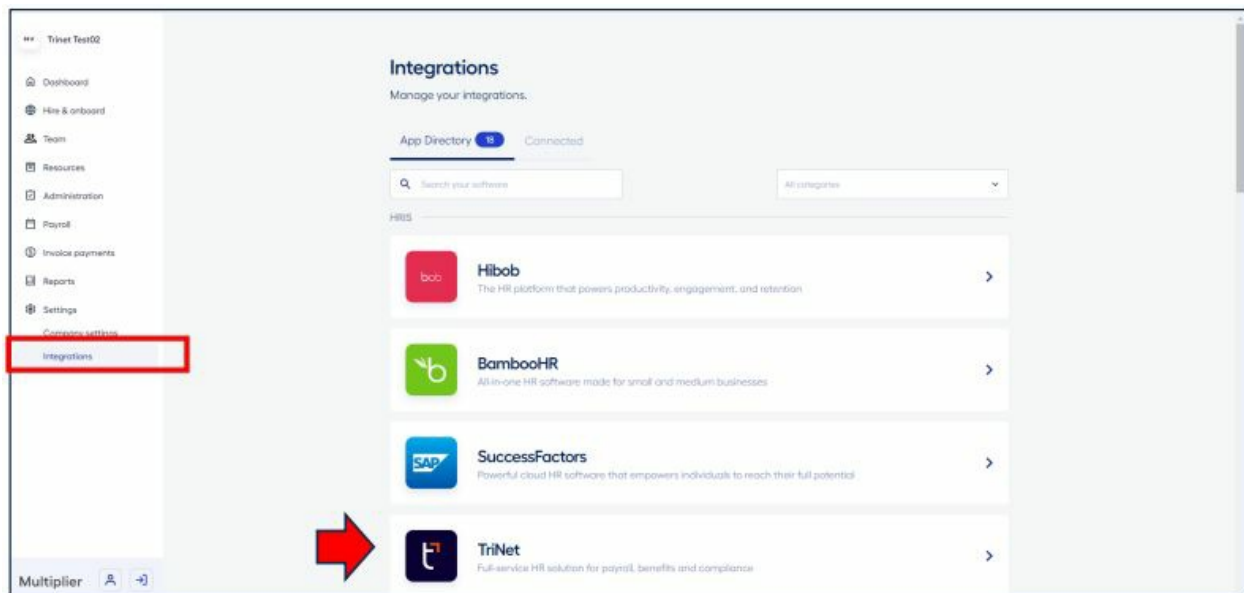 Trinet Test02
Dashboard
Hire & onboard
Team
Resources
Administration
Payroll
Invoice payments
Reports
Settings
Company settings
Integrations
Multiplier
Integrations
Manage your integrations.
App Directory 18 Connected
Search your software All categories
HRIS
bob
Hibob
The HR platform that powers productivity, engagement, and retention
BambooHR
All-in-one HR software made for small and medium businesses
SAP
SuccessFactors
Powerful cloud HR software that empowers individuals to reach their full potential
TriNet
Full-service HR solution for payroll, benefits and compliance